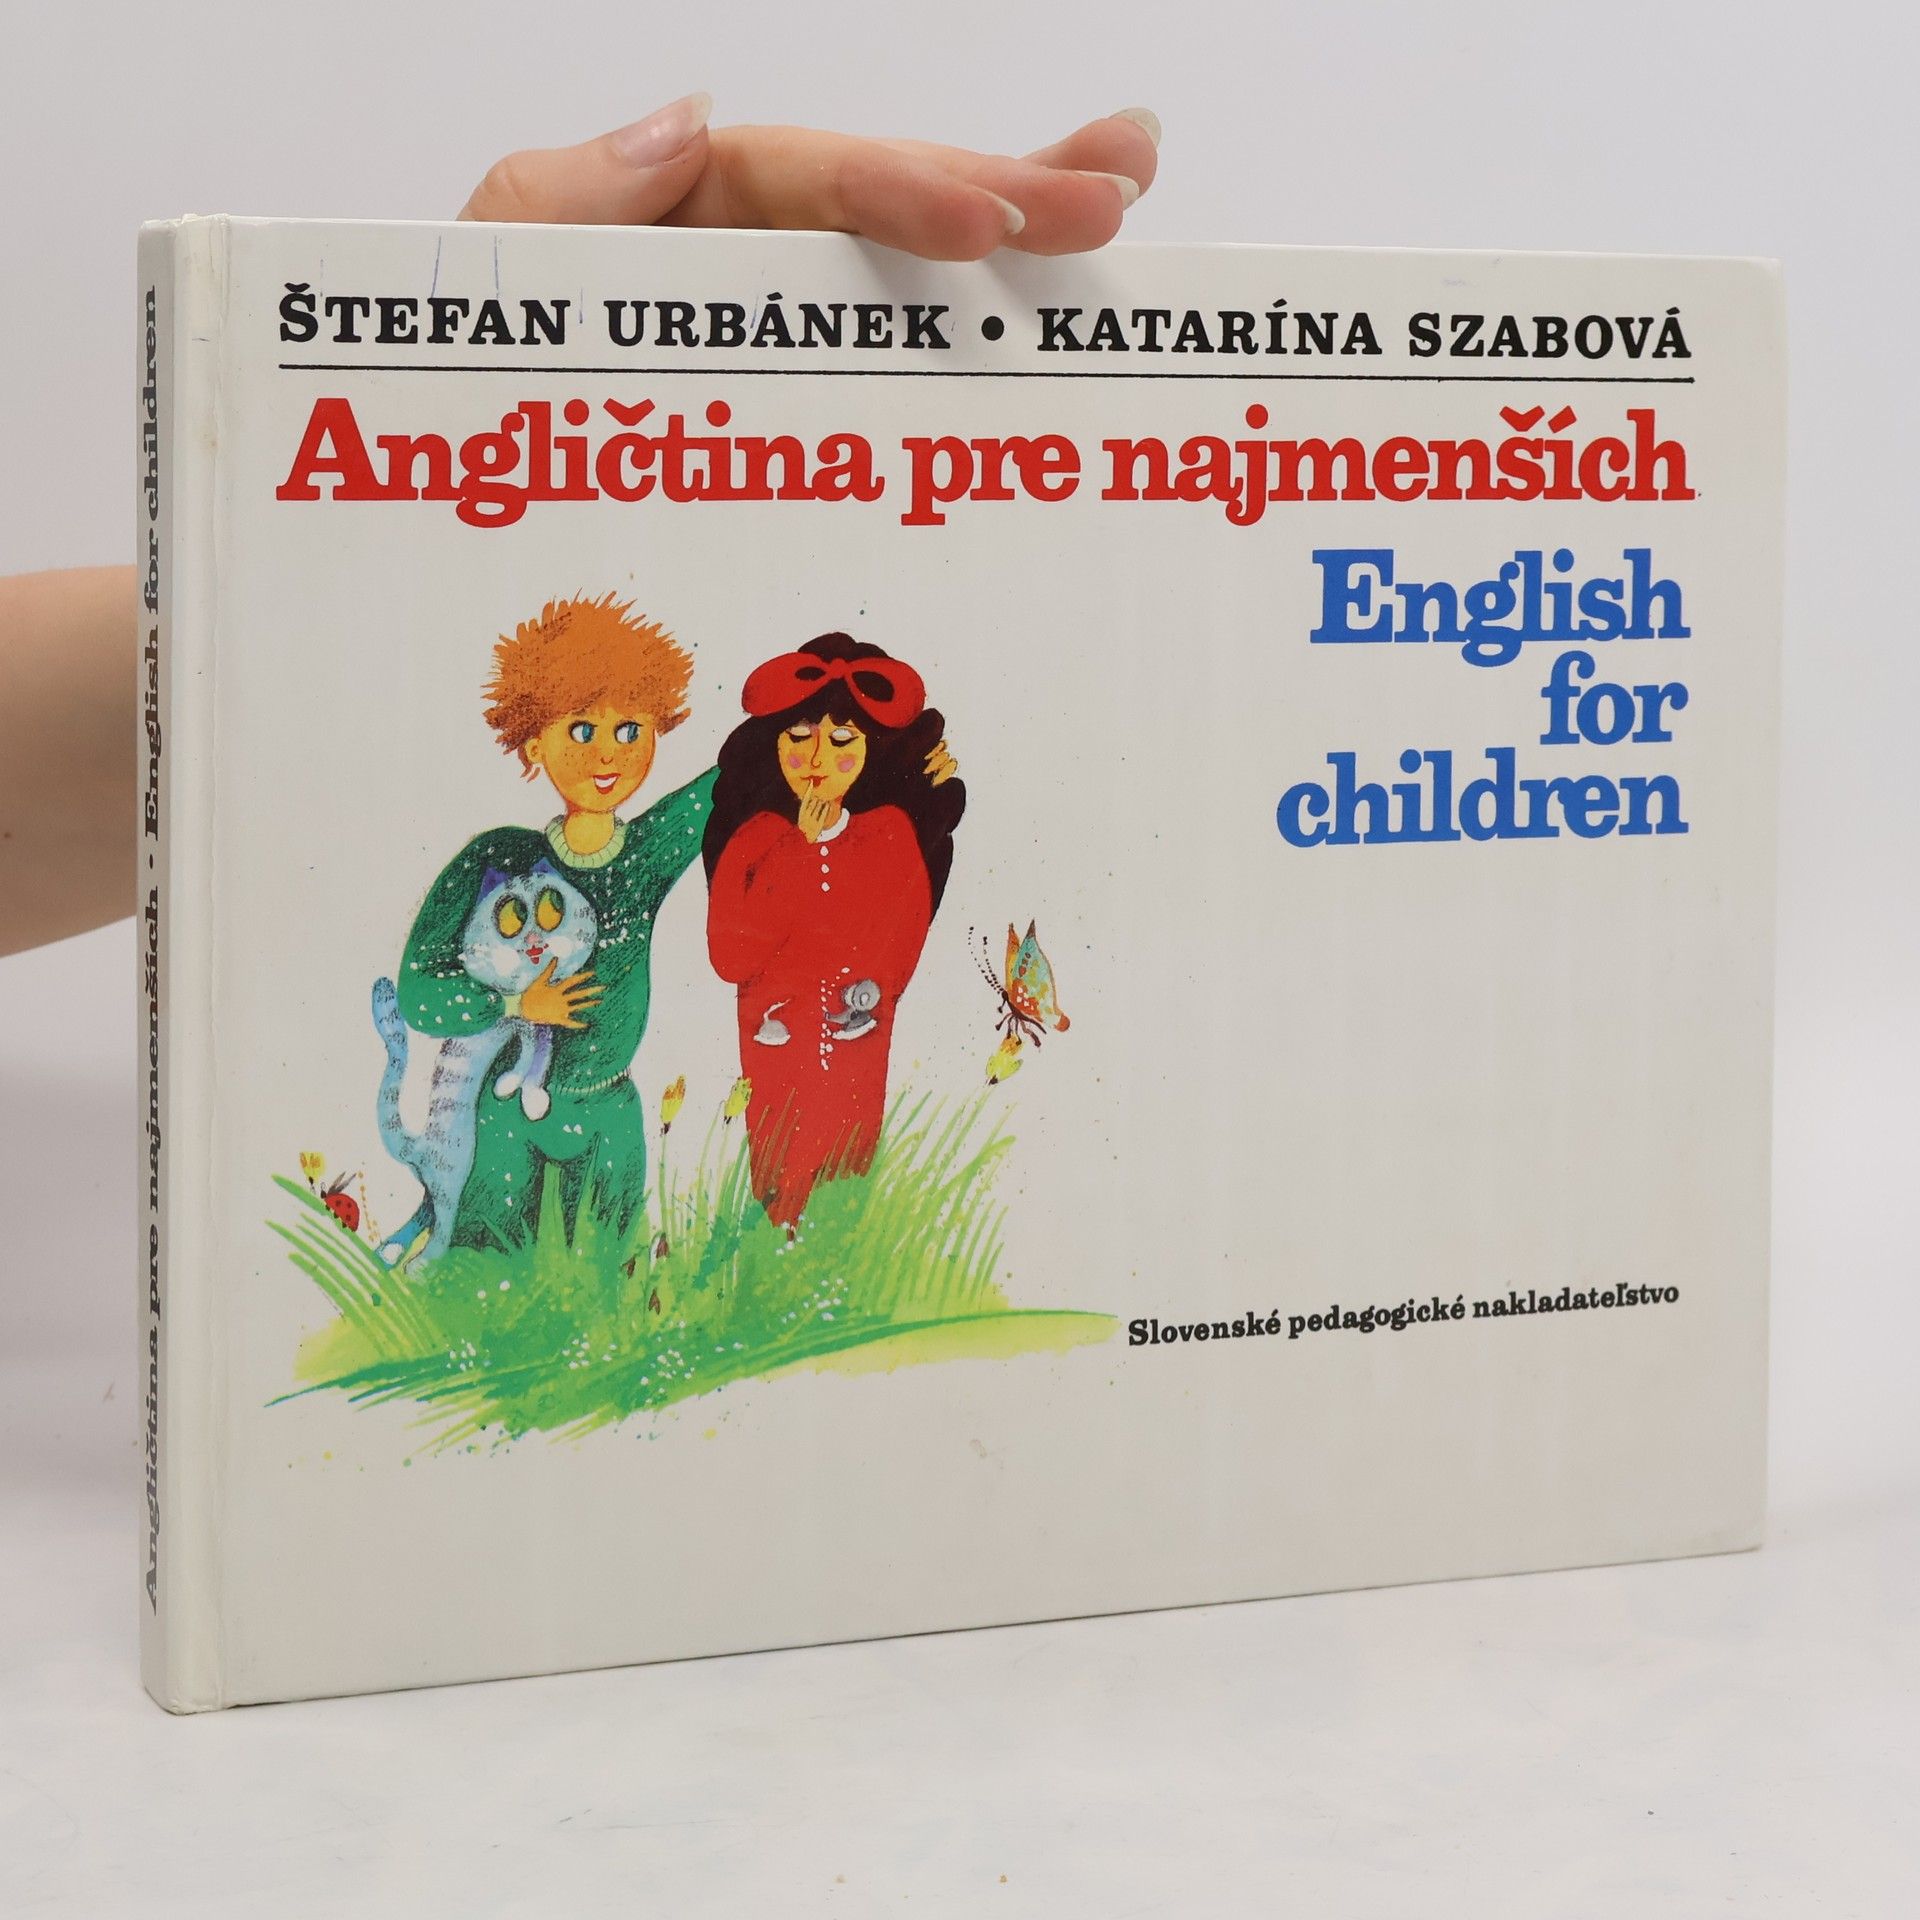 ŠTEFAN URBÁNEK • KATARÍNA SZABOVÁ
Angličtina pre najmenších
English
for
children
Slovenské pedagogické nakladateľstvo
Angličtina pre najmenších · English for children